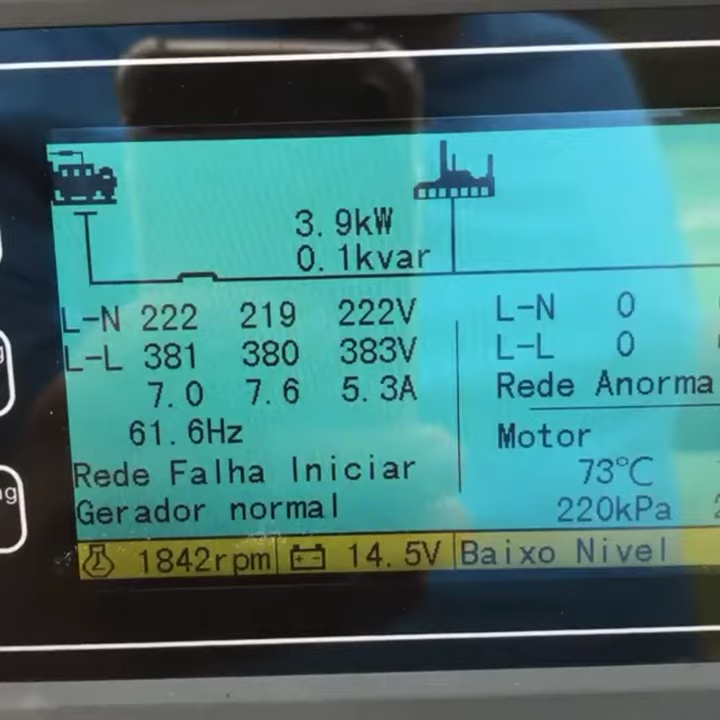 3.9kW
0.1kvar
L-N 222 219 222V
L-L 381 380 383V
7.0 7.6 5.3A
61.6Hz
Rede Falha Iniciar
Gerador normal
L-N 0
L-L 0
Rede Anorma
Motor
73°C
220kPa
1842rpm 14.5V Baixo Nivel